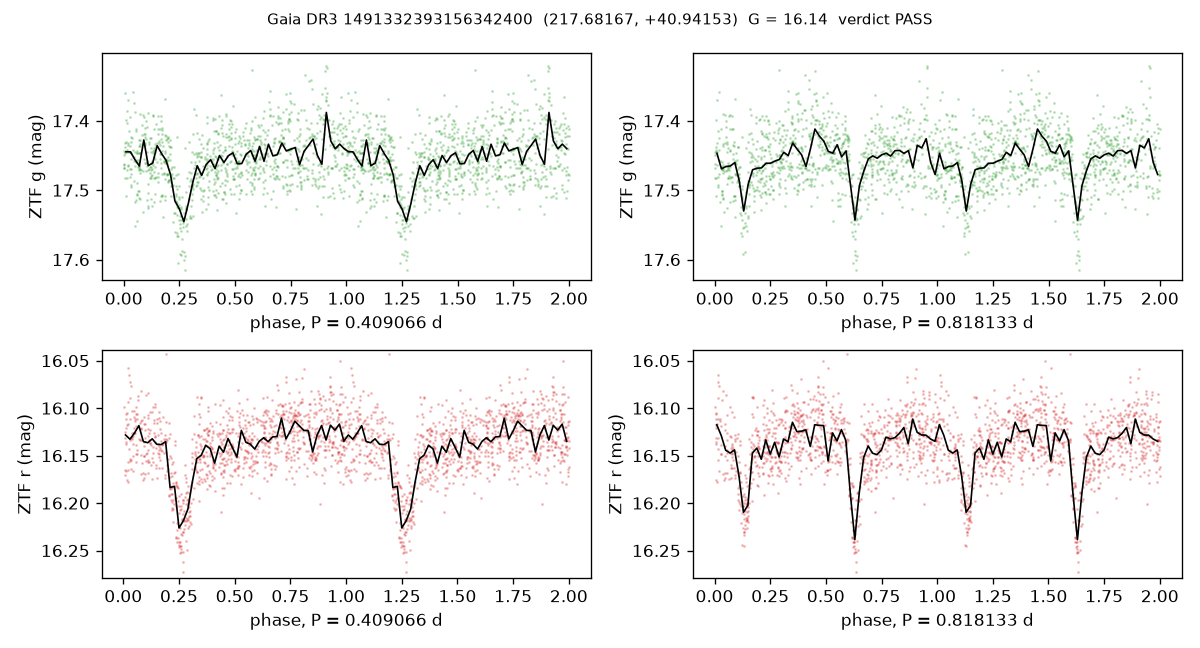 Gaia DR3 1491332393156342400 (217.68167, +40.94153) G = 16.14 verdict PASS
ZTF g (mag)
17.4
17.5
17.6
0.00 0.25 0.50 0.75 1.00 1.25 1.50 1.75 2.00
phase, P = 0.409066 d
ZTF g (mag)
17.4
17.5
17.6
0.00 0.25 0.50 0.75 1.00 1.25 1.50 1.75 2.00
phase, P = 0.818133 d
ZTF r (mag)
16.05
16.10
16.15
16.20
16.25
0.00 0.25 0.50 0.75 1.00 1.25 1.50 1.75 2.00
phase, P = 0.409066 d
ZTF r (mag)
16.05
16.10
16.15
16.20
16.25
0.00 0.25 0.50 0.75 1.00 1.25 1.50 1.75 2.00
phase, P = 0.818133 d